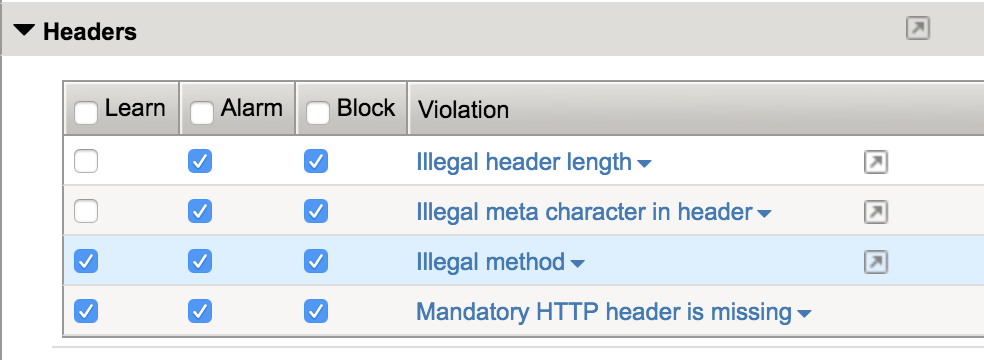 Headers
Learn Alarm Block Violation
Illegal header length
Illegal meta character in header
Illegal method
Mandatory HTTP header is missing